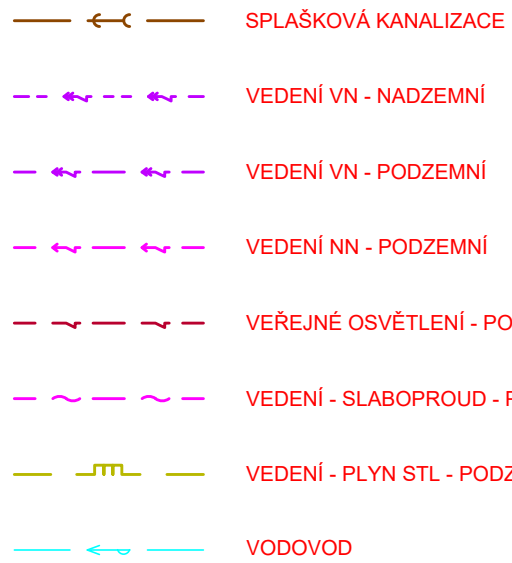 SPLAŠKOVÁ KANALIZACE
VEDENÍ VN - NADZEMNÍ
VEDENÍ VN - PODZEMNÍ
VEDENÍ NN - PODZEMNÍ
VEŘEJNÉ OSVĚTLENÍ - PO
VEDENÍ - SLABOPROUD - P
VEDENÍ - PLYN STL - PODZ
VODOVOD